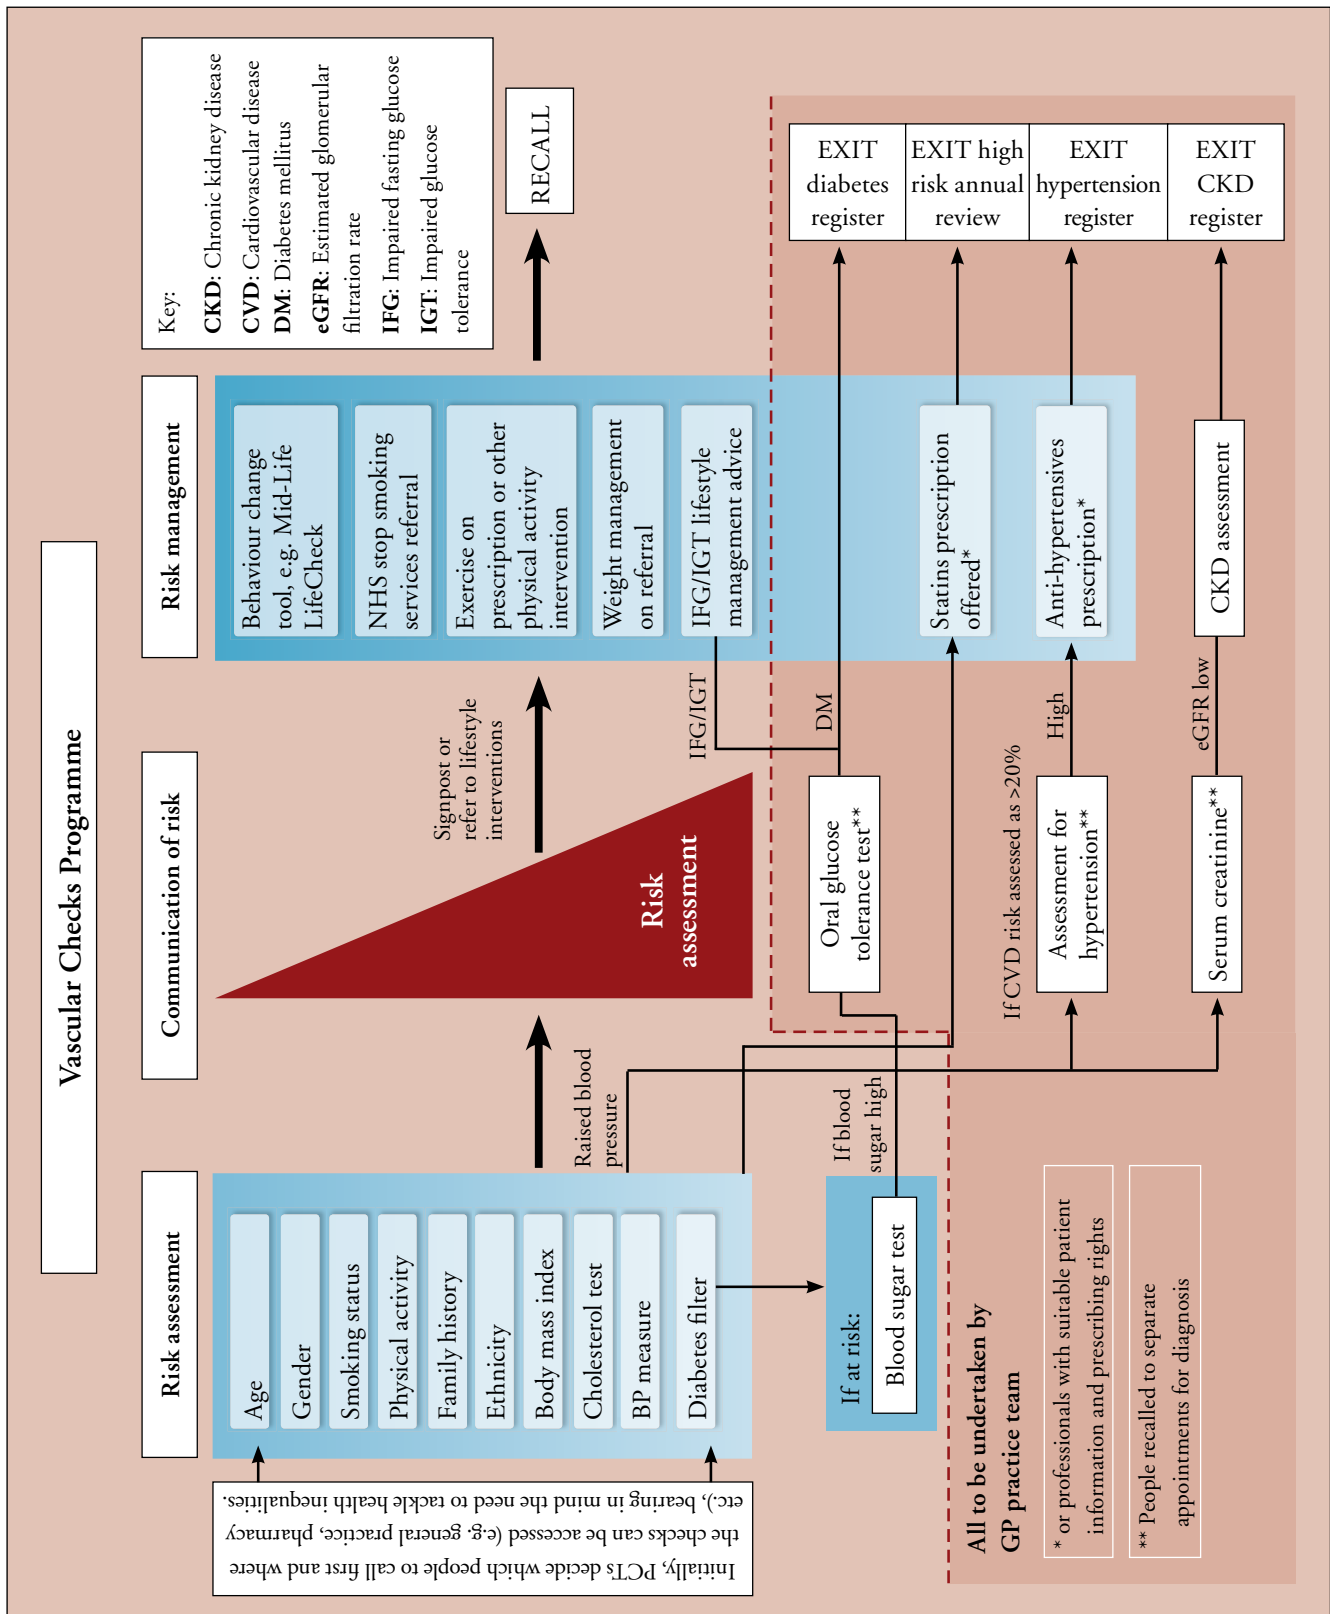 Vascular Checks Programme
Risk assessment
Communication of risk
Risk management
Key:
CKD: Chronic kidney disease
CVD: Cardiovascular disease
DM: Diabetes mellitus
eGFR: Estimated glomerular
filtration rate
IFG: Impaired fasting glucose
IGT: Impaired glucose
tolerance
Initially, PCTs decide which people to call first and where
the checks can be accessed (e.g. general practice, pharmacy
etc.), bearing in mind the need to tackle health inequalities.
Age
Gender
Smoking status
Physical activity
Family history
Ethnicity
Body mass index
Cholesterol test
BP measure
Diabetes filter
If at risk:
Blood sugar test
Raised blood
pressure
If blood
sugar high
Risk
assessment
Signpost or
refer to lifestyle
interventions
Behaviour change
tool, e.g. Mid-Life
LifeCheck
NHS stop smoking
services referral
Exercise on
prescription or other
physical activity
intervention
Weight management
on referral
IFG/IGT lifestyle
management advice
RECALL
IFG/IGT
Oral glucose
tolerance test**
DM
EXIT
diabetes
register
Statins prescription
offered*
EXIT high
risk annual
review
If CVD risk assessed as >20%
Assessment for
hypertension**
High
Anti-hypertensives
prescription*
EXIT
hypertension
register
Serum creatinine**
eGFR low
CKD assessment
EXIT
CKD
register
All to be undertaken by
GP practice team
* or professionals with suitable patient
information and prescribing rights
** People recalled to separate
appointments for diagnosis